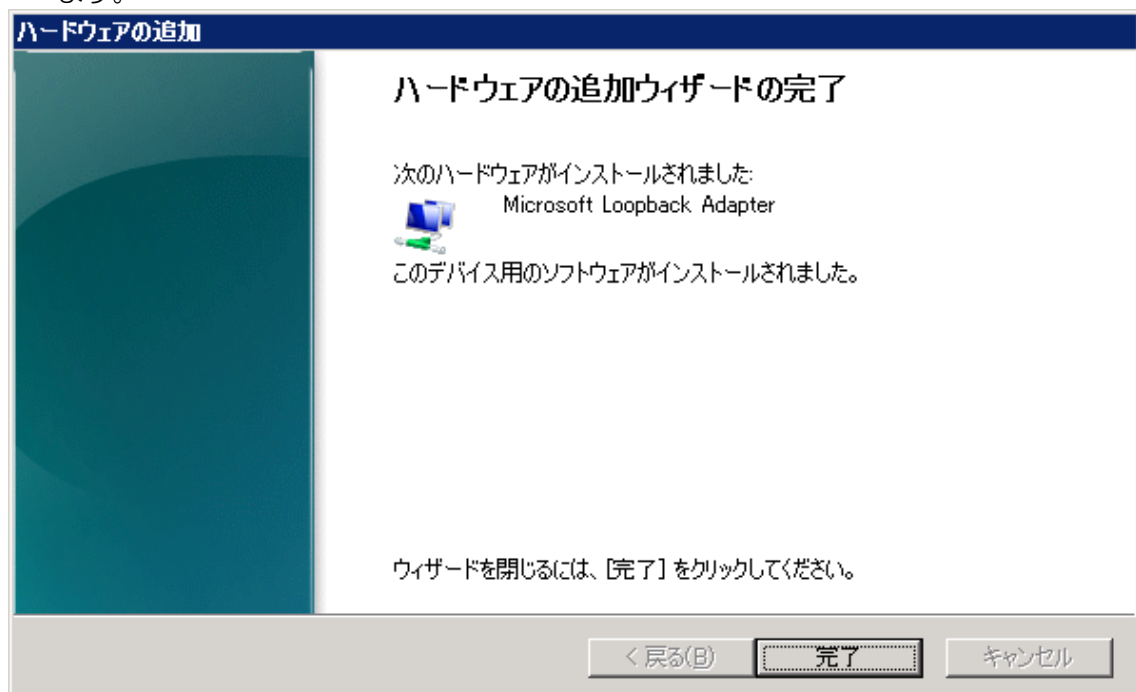 ます。
ハードウェアの追加
ハードウェアの追加ウィザードの完了
次のハードウェアがインストールされました:
Microsoft Loopback Adapter
このデバイス用のソフトウェアがインストールされました。
ウィザードを閉じるには、[完了] をクリックしてください。
< 戻る(B)
完了
キャンセル